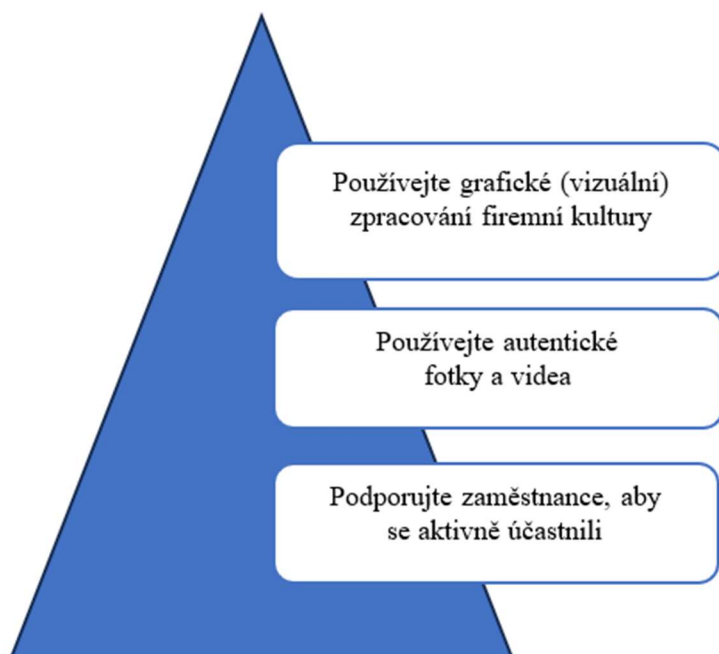 Používejte grafické (vizuální)
zpracování firemní kultury
Používejte autentické
fotky a videa
Podporujte zaměstnance, aby
se aktivně účastnili